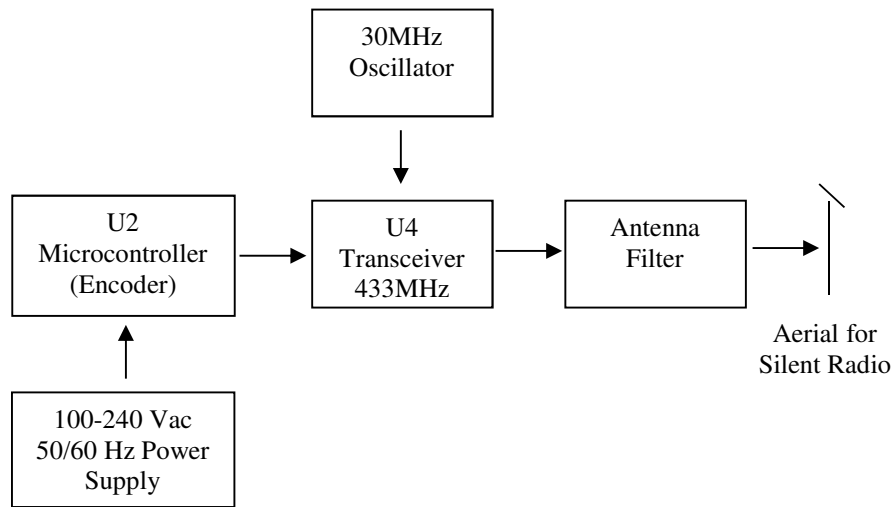 30MHz
Oscillator
U2
Microcontroller
(Encoder)
U4
Transceiver
433MHz
Antenna
Filter
Aerial for
Silent Radio
100-240 Vac
50/60 Hz Power
Supply